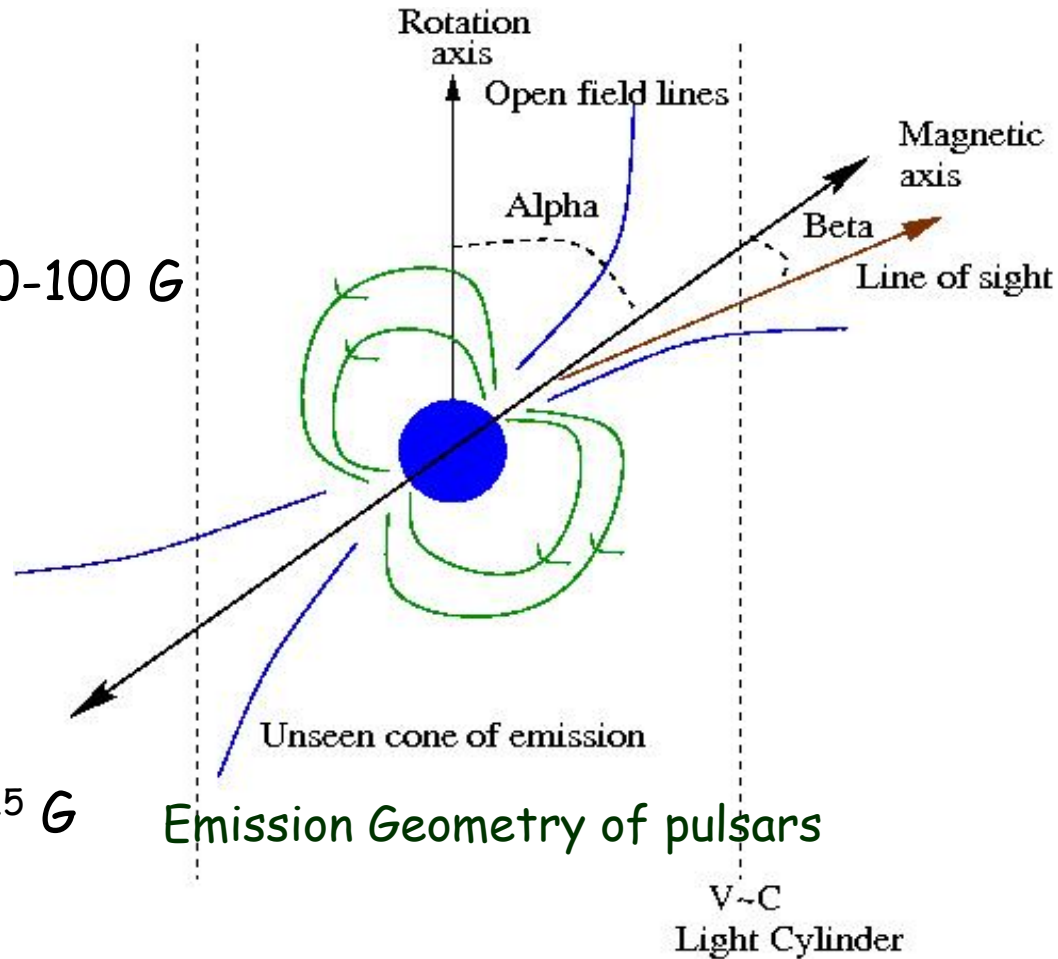 Rotation
axis
Open field lines
Magnetic
axis
Alpha
Beta
0-100 G
Line of sight
Unseen cone of emission
⁵ G
Emission Geometry of pulsars
V~C
Light Cylinder